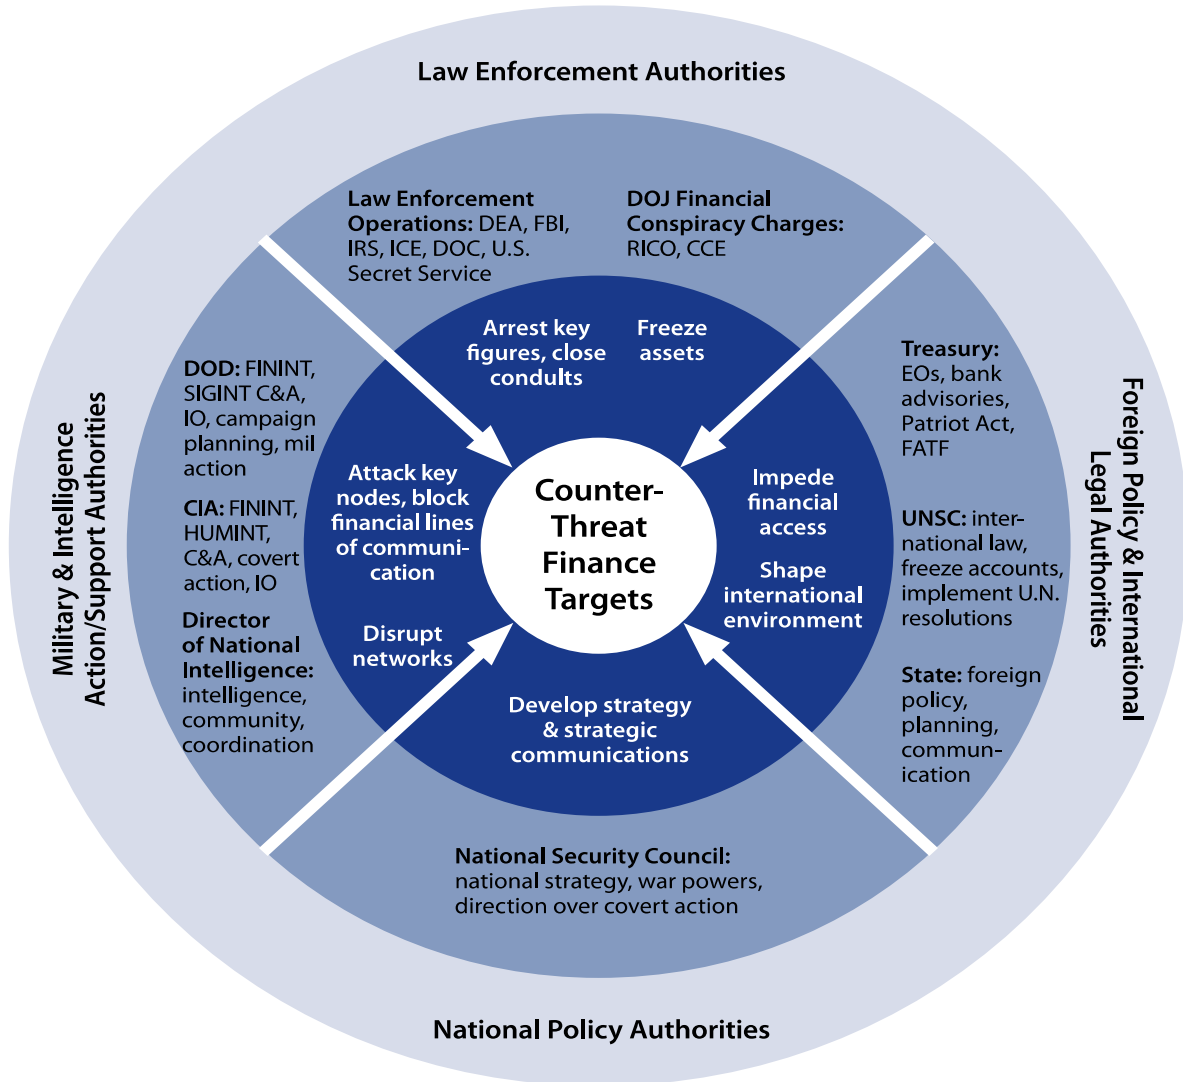 Law Enforcement Authorities
Law Enforcement
Operations: DEA, FBI,
IRS, ICE, DOC, U.S.
Secret Service
DOJ Financial
Conspiracy Charges:
RICO, CCE
Arrest key
figures, close
condults
Freeze
assets
Military & Intelligence
Action/Support Authorities
DOD: FININT,
SIGINT C&A,
IO, campaign
planning, mil
action
CIA: FININT,
HUMINT,
C&A, covert
action, IO
Director
of National
Intelligence:
intelligence,
community,
coordination
Attack key
nodes, block
financial lines
of communi-
cation
Disrupt
networks
Counter-
Threat
Finance
Targets
Impede
financial
access
Shape
international
environment
Treasury:
EOs, bank
advisories,
Patriot Act,
FATF
UNSC: inter-
national law,
freeze accounts,
implement U.N.
resolutions
State: foreign
policy,
planning,
commun-
ication
Foreign Policy & International
Legal Authorities
Develop strategy
& strategic
communications
National Security Council:
national strategy, war powers,
direction over covert action
National Policy Authorities